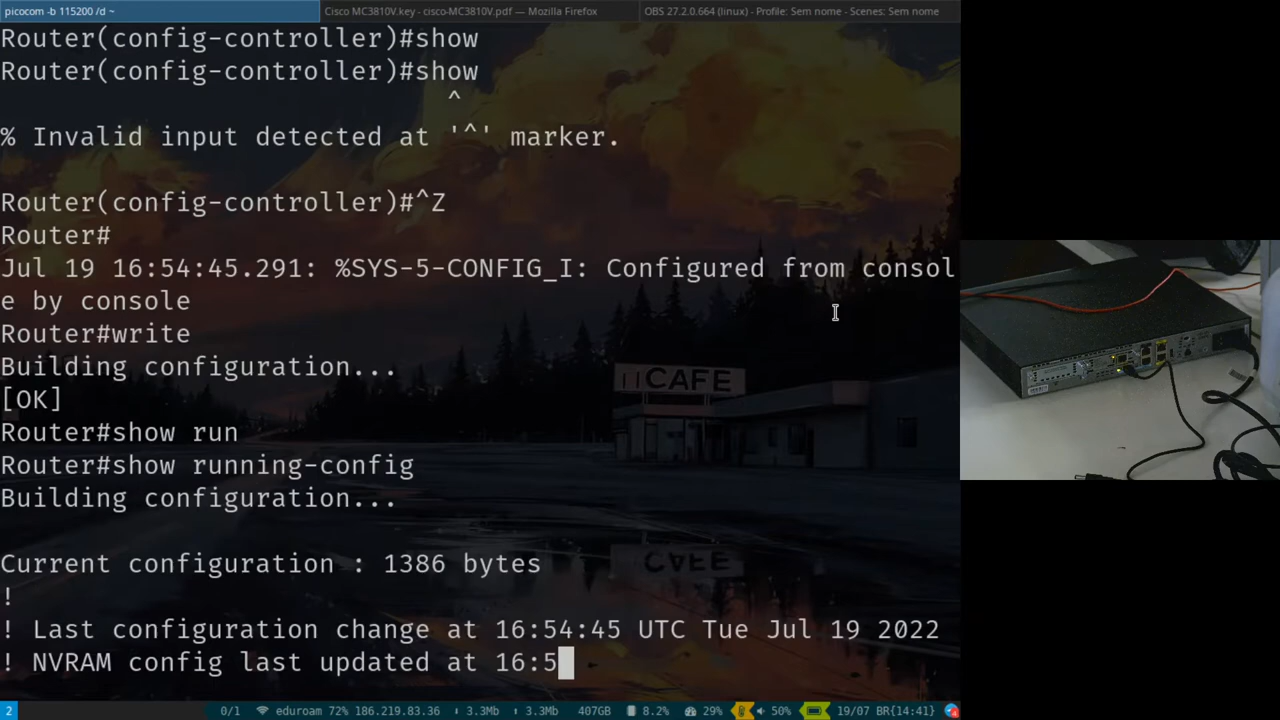 picocom -b 115200 /d ~
Cisco MC3810V.key - cisco-MC3810V.pdf — Mozilla Firefox
OBS 27.2.0.664 (linux) - Profile: Sem nome - Scenes: Sem nome
Router(config-controller)#show
Router(config-controller)#show
^
% Invalid input detected at '^' marker.
Router(config-controller)#^Z
Router#
Jul 19 16:54:45.291: %SYS-5-CONFIG_I: Configured from consol
e by console
Router#write
Building configuration...
[OK]
Router#show run
Router#show running-config
Building configuration...
Current configuration : 1386 bytes
!
! Last configuration change at 16:54:45 UTC Tue Jul 19 2022
! NVRAM config last updated at 16:5
CAFE
2
0/1 eduroam 72% 186.219.83.36 3.3Mb 3.3Mb 407GB 8.2% 29% 50% 19/07 BR{14:41}